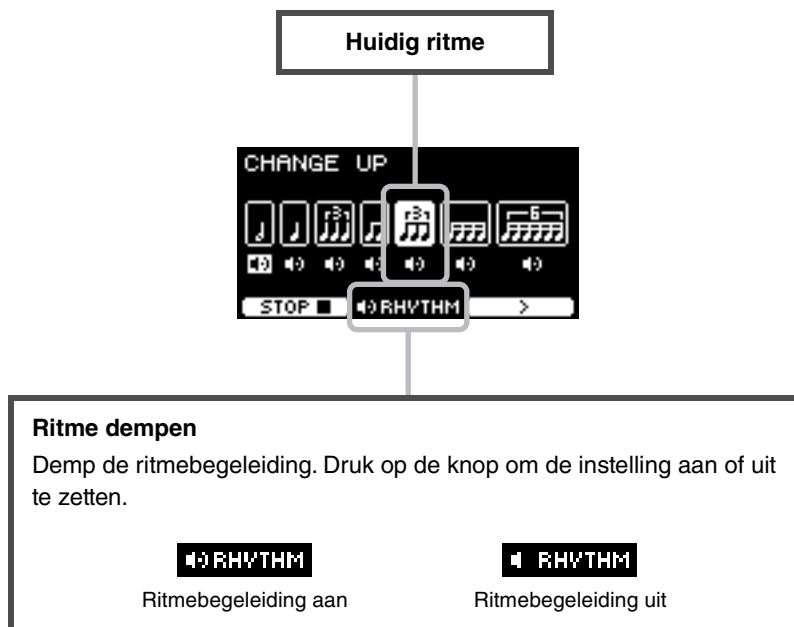 Huidig ritme
CHANGE UP
3 3 6
STOP RHYTHM >
Ritme dempen
Demp de ritmebegeleiding. Druk op de knop om de instelling aan of uit
te zetten.
RHYTHM RHYTHM
Ritmebegeleiding aan Ritmebegeleiding uit